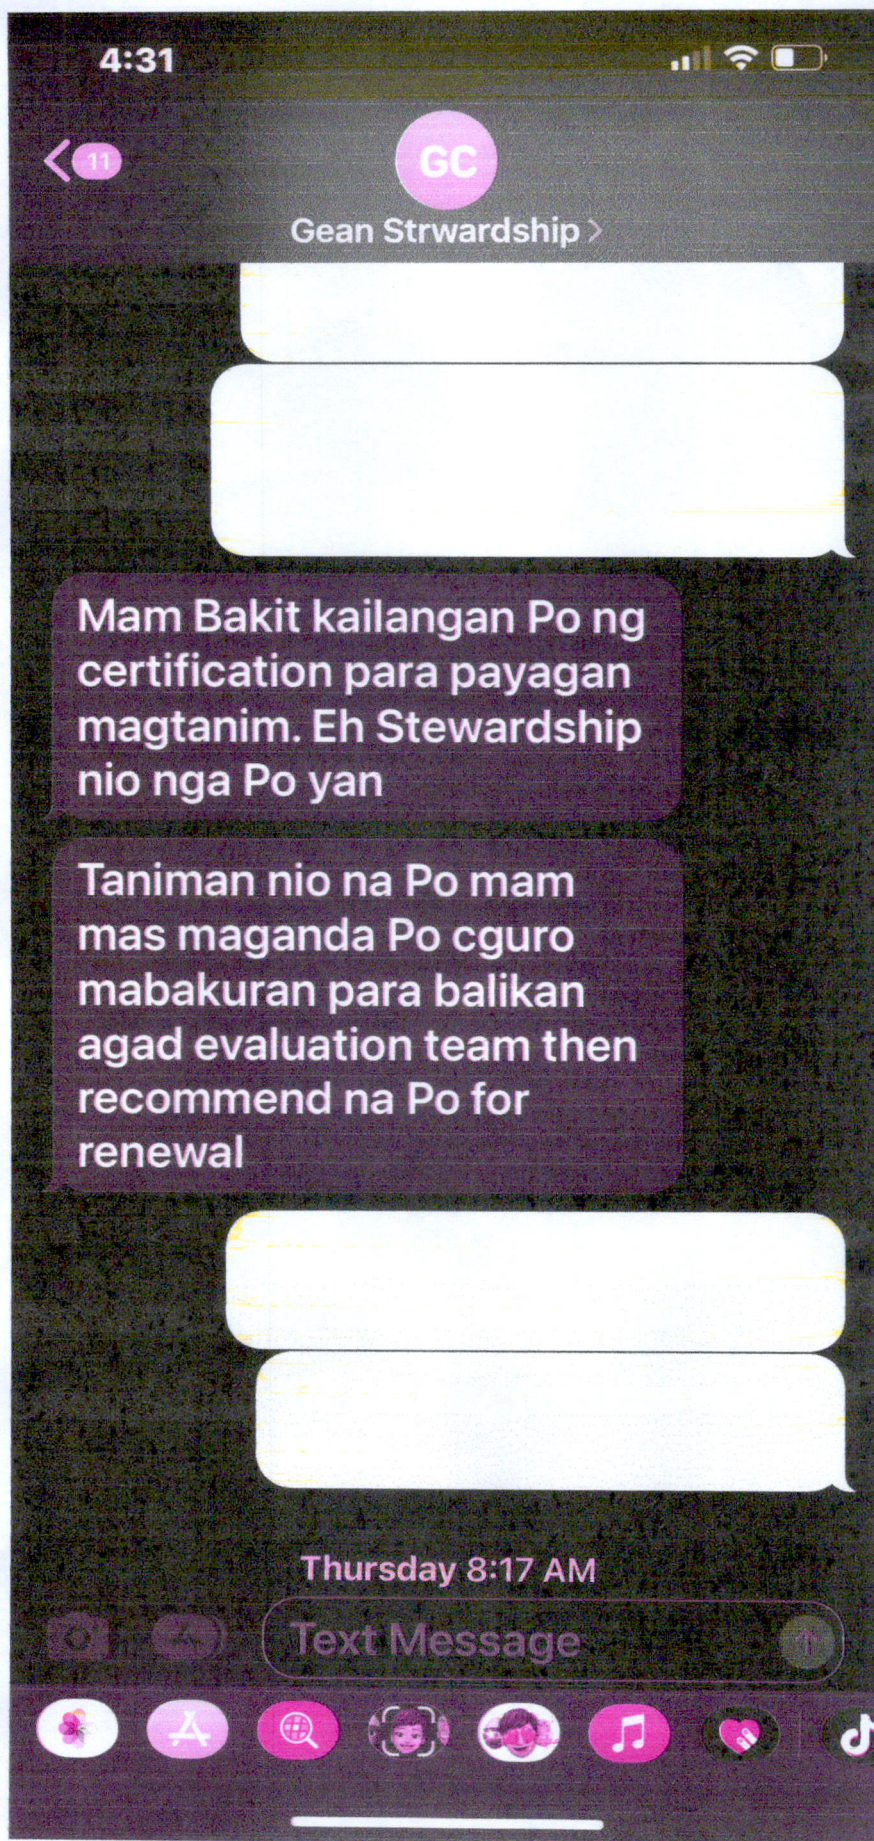 4:31
11
GC
Gean Strwardship
Mam Bakit kailangan Po ng
certification para payagan
magtanim. Eh Stewardship
nio nga Po yan
Taniman nio na Po mam
mas maganda Po cguro
mabakuran para balikan
agad evaluation team then
recommend na Po for
renewal
Thursday 8:17 AM
Text Message